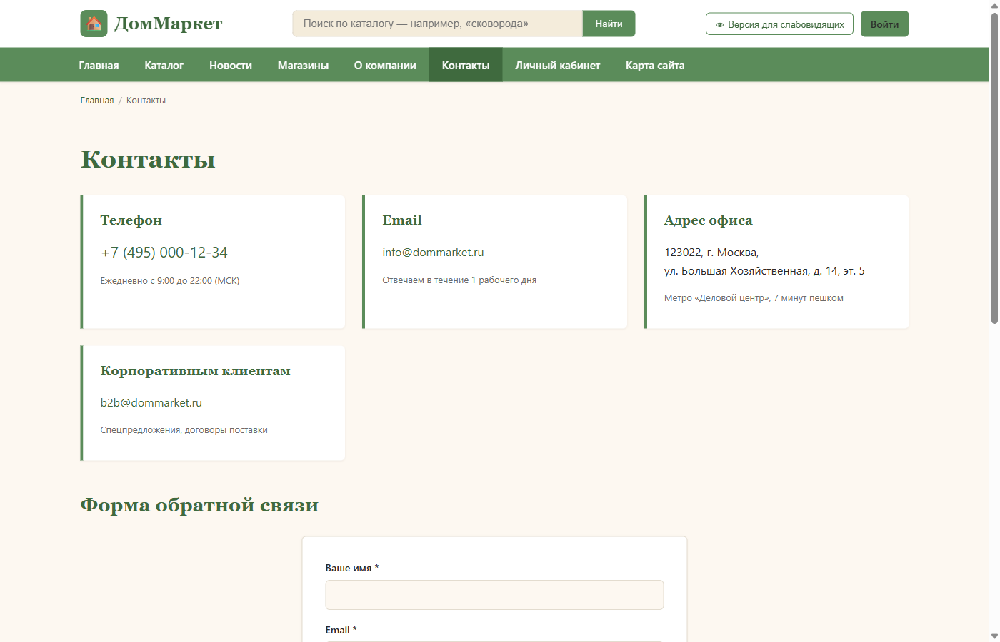 ДомМаркет
Поиск по каталогу — например, «сковорода»
Найти
Версия для слабовидящих
Войти
Главная
Каталог
Новости
Магазины
О компании
Контакты
Личный кабинет
Карта сайта
Главная / Контакты
Контакты
Телефон
+7 (495) 000-12-34
Ежедневно с 9:00 до 22:00 (МСК)
Email
info@dommarket.ru
Отвечаем в течение 1 рабочего дня
Адрес офиса
123022, г. Москва,
ул. Большая Хозяйственная, д. 14, эт. 5
Метро «Деловой центр», 7 минут пешком
Корпоративным клиентам
b2b@dommarket.ru
Спецпредложения, договоры поставки
Форма обратной связи
Ваше имя *
Email *